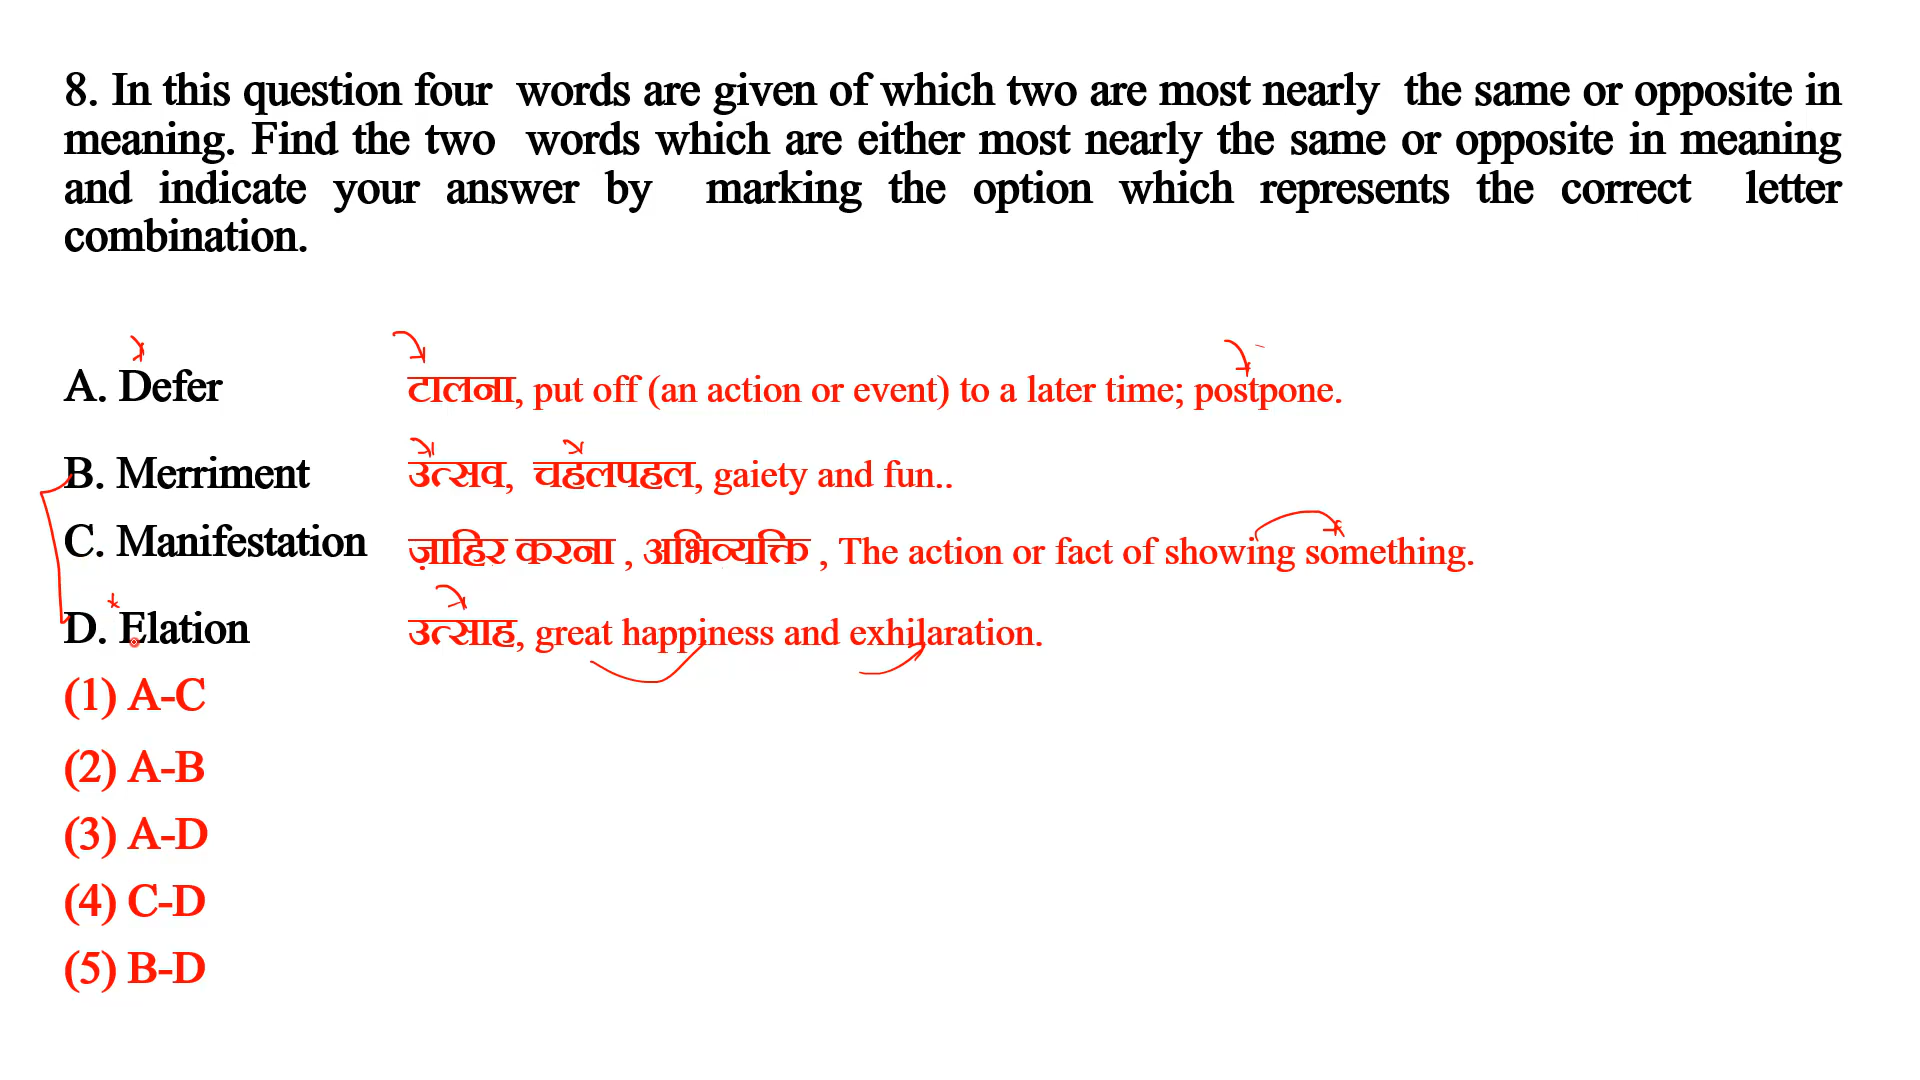 8. In this question four words are given of which two are most nearly the same or opposite in
meaning. Find the two words which are either most nearly the same or opposite in meaning
and indicate your answer by marking the option which represents the correct letter
combination.
A. Defer टालना, put off (an action or event) to a later time; postpone.
B. Merriment उत्सव, चहलपहल, gaiety and fun..
C. Manifestation ज़ाहिर करना , अभिव्यक्ति , The action or fact of showing something.
D. Elation उत्साह, great happiness and exhilaration.
(1) A-C
(2) A-B
(3) A-D
(4) C-D
(5) B-D